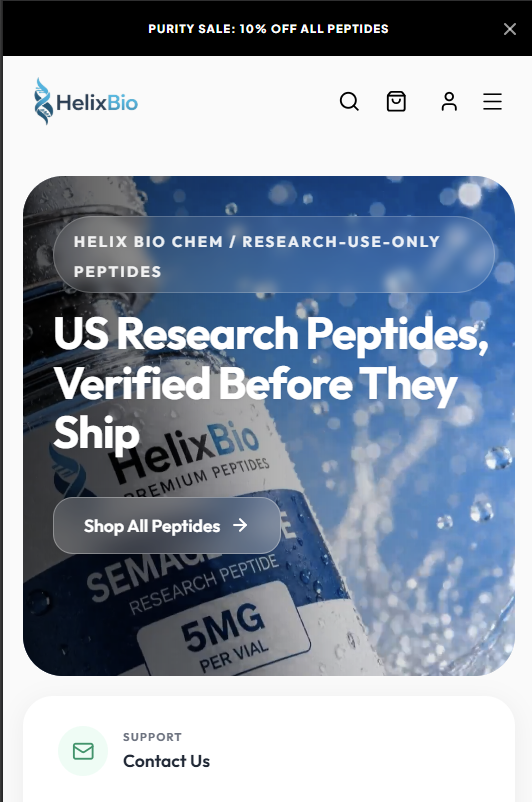 PURITY SALE: 10% OFF ALL PEPTIDES
HelixBio
HELIX BIO CHEM / RESEARCH-USE-ONLY
PEPTIDES
US Research Peptides,
Verified Before They
Ship
HelixBio
PREMIUM PEPTIDES
Shop All Peptides
RESEARCH PEPTIDE
5MG
PER VIAL
SUPPORT
Contact Us